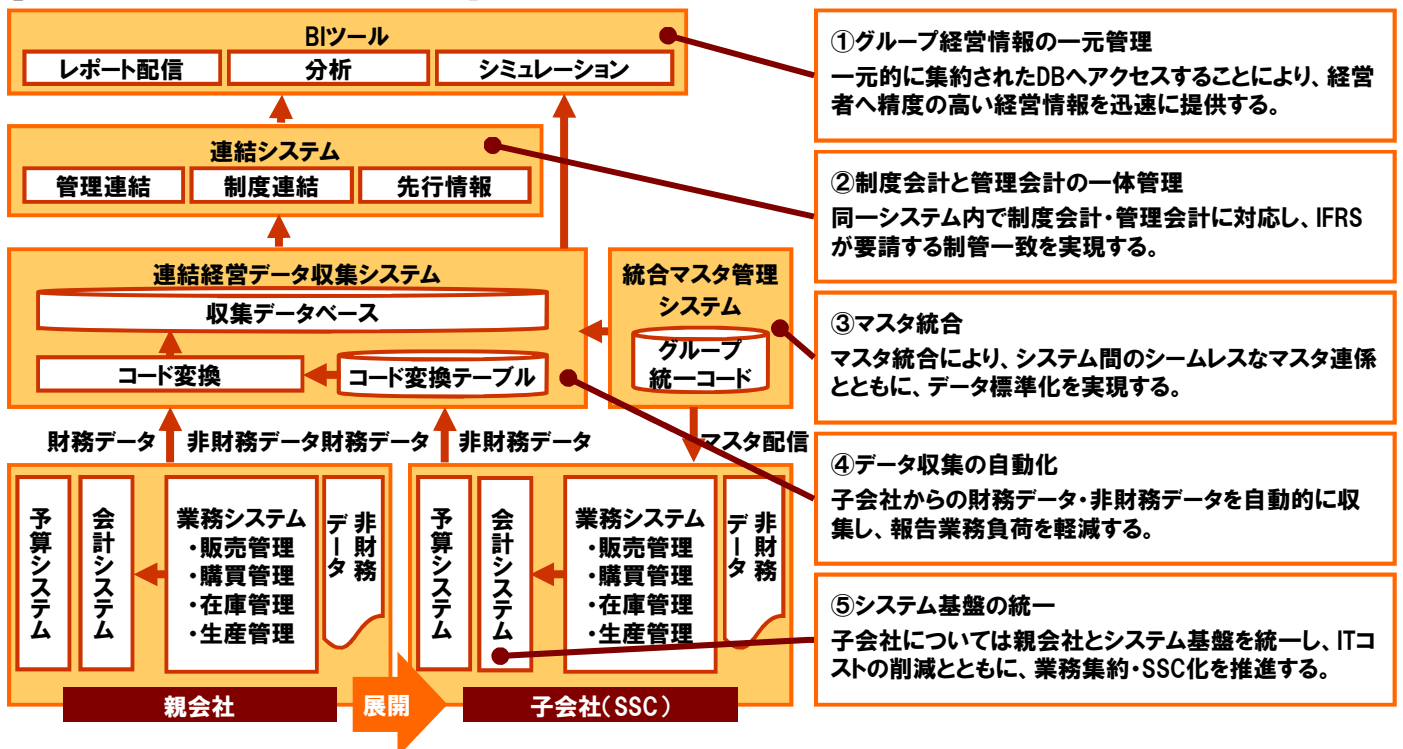 BIツール
レポート配信
分析
シミュレーション
連結システム
管理連結
制度連結
先行情報
連結経営データ収集システム
収集データベース
コード変換
コード変換テーブル
統合マスタ管理
システム
グループ
統一コード
財務データ
非財務データ
財務データ
非財務データ
マスタ配信
予算システム
会計システム
業務システム
・販売管理
・購買管理
・在庫管理
・生産管理
非財務
データ
親会社
展開
予算システム
会計システム
業務システム
・販売管理
・購買管理
・在庫管理
・生産管理
非財務
データ
子会社(SSC)
①グループ経営情報の一元管理
一元的に集約されたDBへアクセスすることにより、経営
者へ精度の高い経営情報を迅速に提供する。
②制度会計と管理会計の一体管理
同一システム内で制度会計・管理会計に対応し、IFRS
が要請する制管一致を実現する。
③マスタ統合
マスタ統合により、システム間のシームレスなマスタ連係
とともに、データ標準化を実現する。
④データ収集の自動化
子会社からの財務データ・非財務データを自動的に収
集し、報告業務負荷を軽減する。
⑤システム基盤の統一
子会社については親会社とシステム基盤を統一し、ITコ
ストの削減とともに、業務集約・SSC化を推進する。